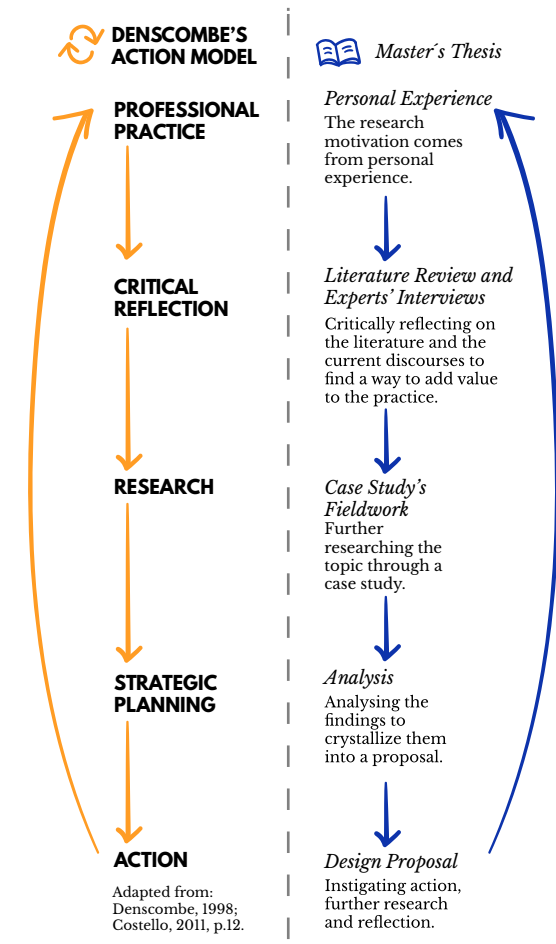 DENSCOMBE’S
ACTION MODEL
PROFESSIONAL
PRACTICE
CRITICAL
REFLECTION
RESEARCH
STRATEGIC
PLANNING
ACTION
Adapted from:
Denscombe, 1998;
Costello, 2011, p.12.
Master´s Thesis
Personal Experience
The research
motivation comes
from personal
experience.
Literature Review and
Experts’ Interviews
Critically reflecting on
the literature and the
current discourses to
find a way to add value
to the practice.
Case Study’s
Fieldwork
Further
researching the
topic through a
case study.
Analysis
Analysing the
findings to
crystallize them
into a proposal.
Design Proposal
Instigating action,
further research
and reflection.